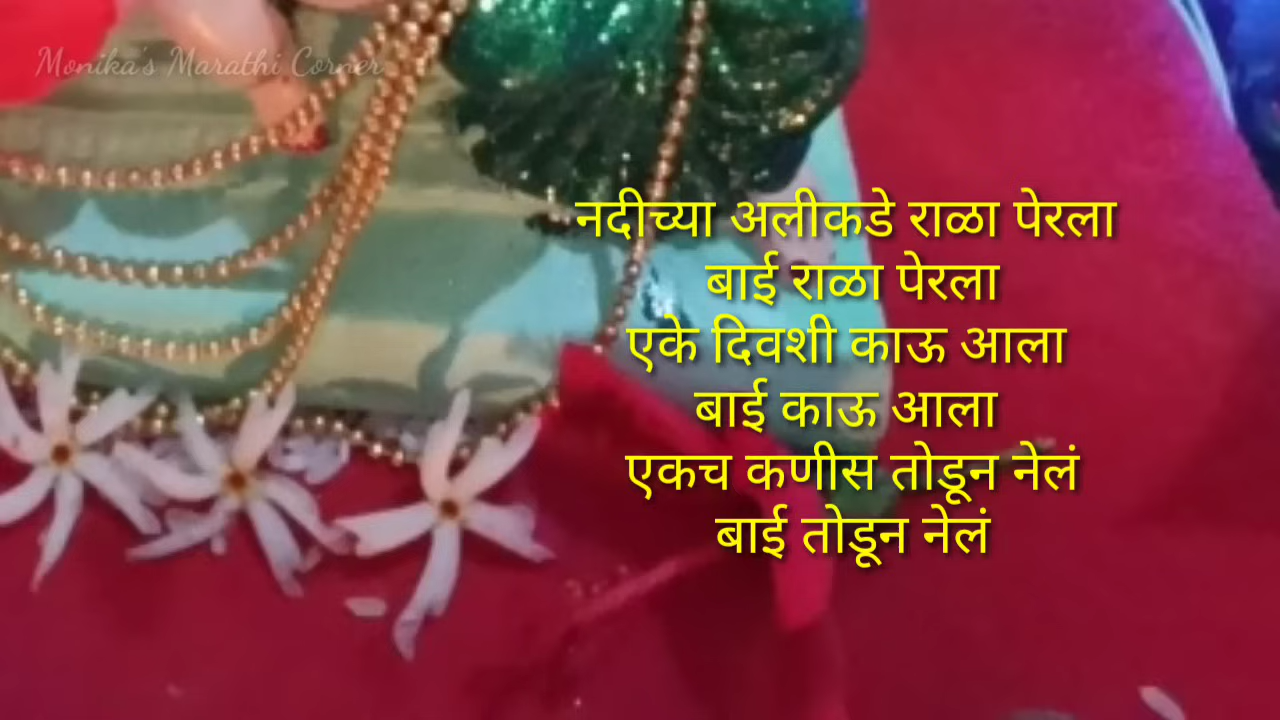 Monika's Marathi Corner
नदीच्या अलीकडे राळा पेरला
बाई राळा पेरला
एके दिवशी काऊ आला
बाई काऊ आला
एकच कणीस तोडून नेलं
बाई तोडून नेलं